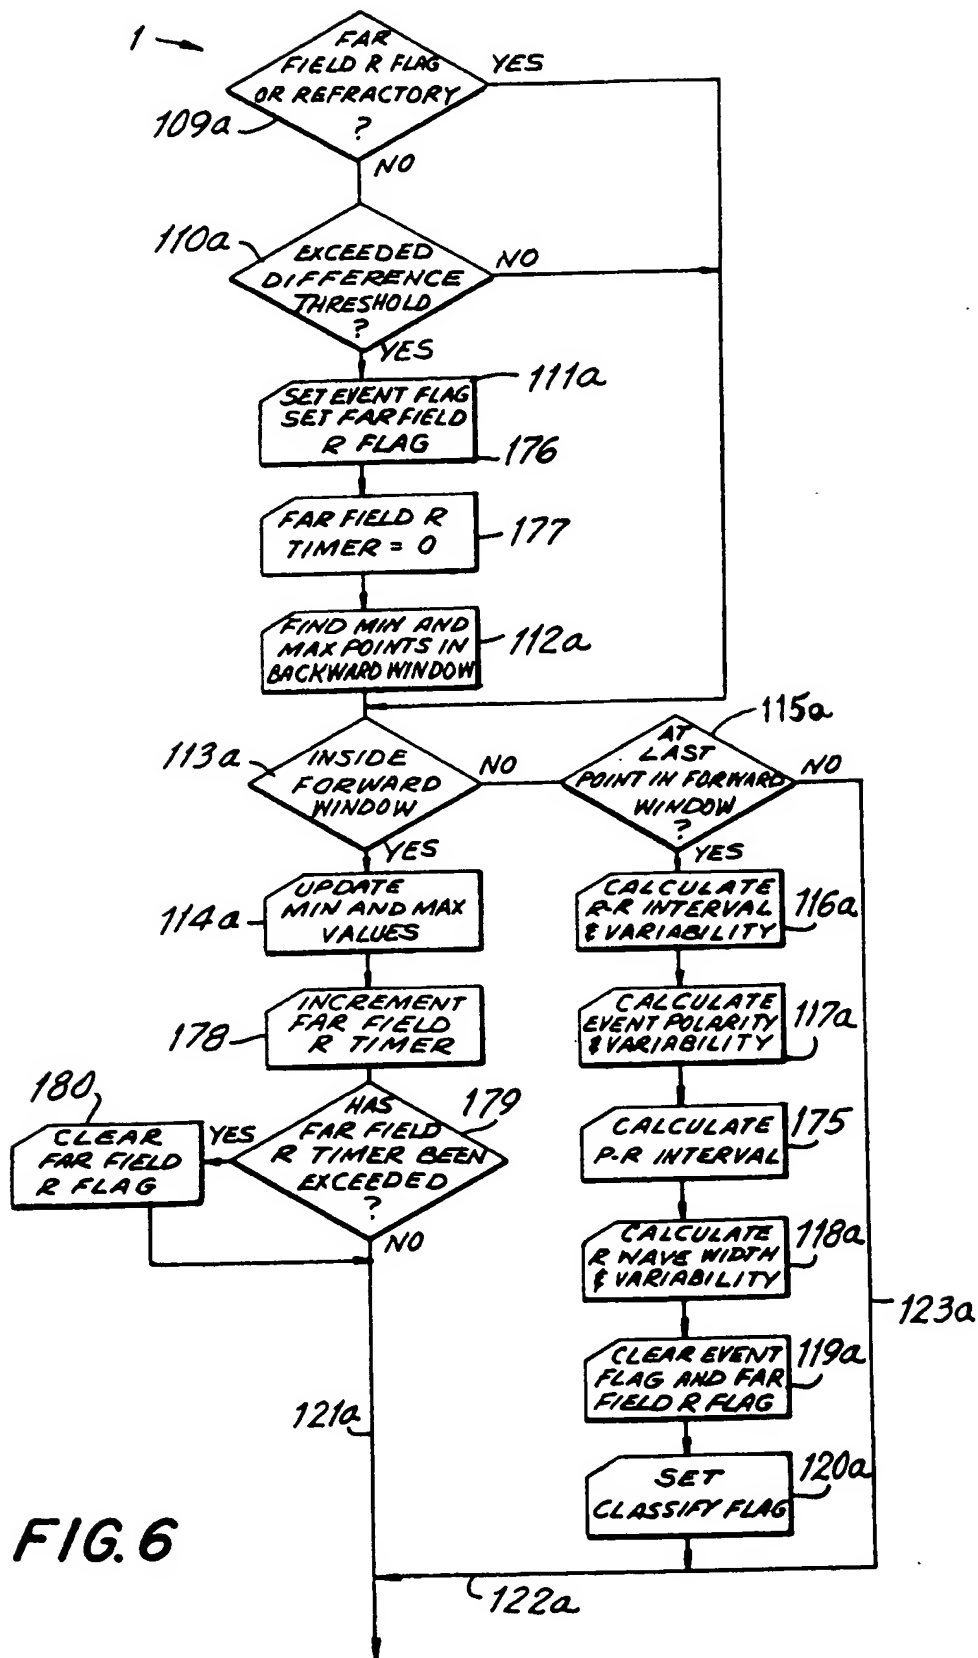 1
FAR
FIELD R FLAG
OR REFRACTORY
?
YES
109a
NO
110a
EXCEEDED
DIFFERENCE
THRESHOLD
?
NO
YES
111a
SET EVENT FLAG
SET FAR FIELD
R FLAG
176
FAR FIELD R
TIMER = 0
177
FIND MIN AND
MAX POINTS IN
BACKWARD WINDOW
112a
113a
INSIDE
FORWARD
WINDOW
NO
YES
115a
AT
LAST
POINT IN FORWARD
WINDOW
?
NO
YES
114a
UPDATE
MIN AND MAX
VALUES
CALCULATE
R-R INTERVAL
& VARIABILITY
116a
178
INCREMENT
FAR FIELD
R TIMER
CALCULATE
EVENT POLARITY
& VARIABILITY
117a
180
CLEAR
FAR FIELD
R FLAG
YES
HAS
FAR FIELD
R TIMER BEEN
EXCEEDED
?
179
NO
CALCULATE
P-R INTERVAL
175
CALCULATE
R WAVE WIDTH
& VARIABILITY
118a
123a
CLEAR EVENT
FLAG AND FAR
FIELD R FLAG
119a
121a
SET
CLASSIFY FLAG
120a
122a
FIG. 6